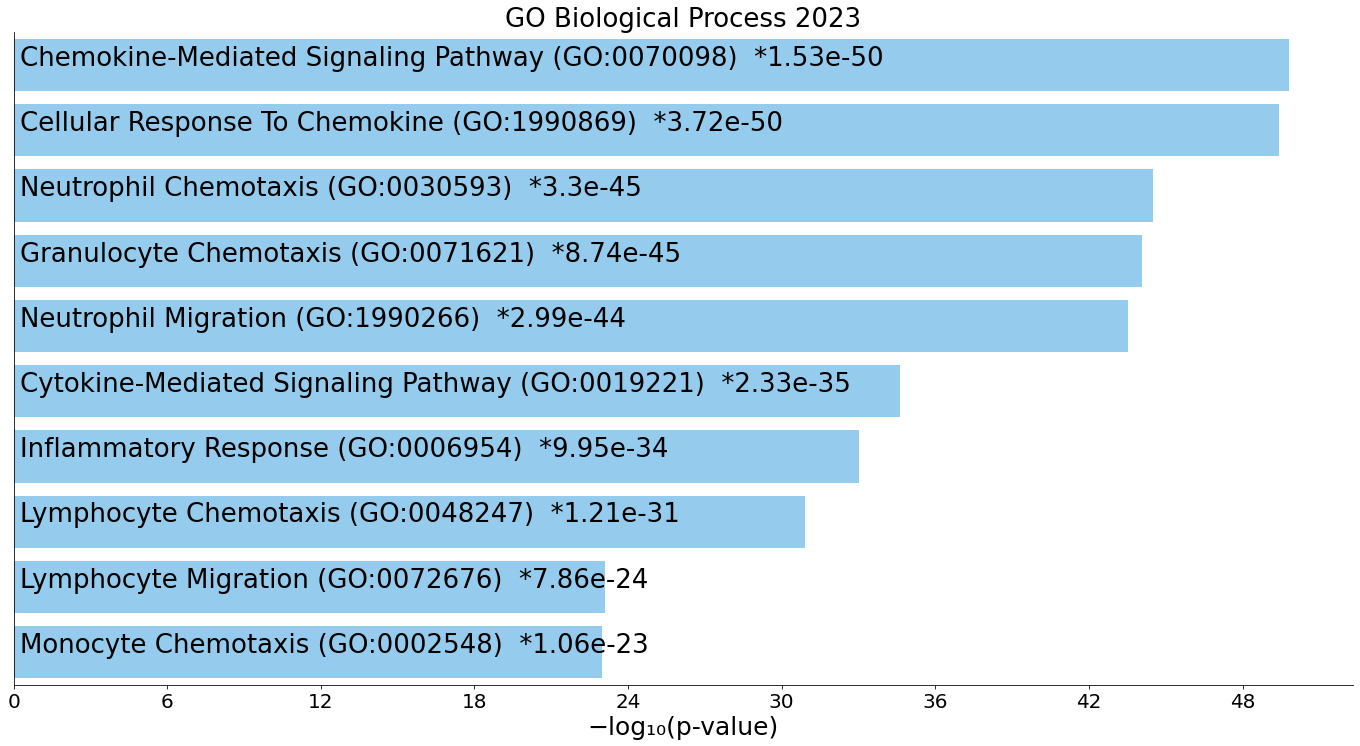 GO Biological Process 2023
Chemokine-Mediated Signaling Pathway (GO:0070098)  *1.53e-50
Cellular Response To Chemokine (GO:1990869)  *3.72e-50
Neutrophil Chemotaxis (GO:0030593)  *3.3e-45
Granulocyte Chemotaxis (GO:0071621)  *8.74e-45
Neutrophil Migration (GO:1990266)  *2.99e-44
Cytokine-Mediated Signaling Pathway (GO:0019221)  *2.33e-35
Inflammatory Response (GO:0006954)  *9.95e-34
Lymphocyte Chemotaxis (GO:0048247)  *1.21e-31
Lymphocyte Migration (GO:0072676)  *7.86e-24
Monocyte Chemotaxis (GO:0002548)  *1.06e-23
0 6 12 18 24 30 36 42 48
−log₁₀(p-value)